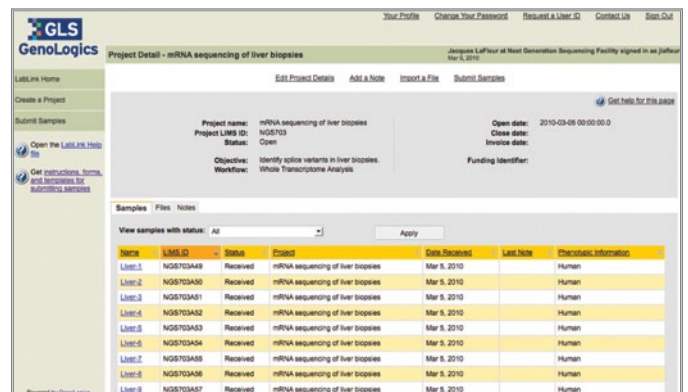 GLS
GenoLogics
Your Profile Change Your Password Request a User ID Contact Us Sign Out
Project Detail - mRNA sequencing of liver biopsies
Jacques LaFleur at Next Generation Sequencing Facility signed in as jlafleur
Mar 5, 2010
LabLink Home
Create a Project
Submit Samples
Open the LabLink Help file
Get instructions, forms, and templates for submitting samples
Edit Project Details Add a Note Import a File Submit Samples
Get help for this page
Project name: mRNA sequencing of liver biopsies
Project LIMS ID: NGS703
Status: Open
Objective: Identify splice variants in liver biopsies.
Workflow: Whole Transcriptome Analysis
Open date: 2010-03-05 00:00:00.0
Close date:
Invoice date:
Funding Identifier:
Samples Files Notes
View samples with status: All Apply
Name LIMS ID Status Project Date Received Last Note Phenotypic Information
Liver-1 NGS703A49 Received mRNA sequencing of liver biopsies Mar 5, 2010 Human
Liver-2 NGS703A50 Received mRNA sequencing of liver biopsies Mar 5, 2010 Human
Liver-3 NGS703A51 Received mRNA sequencing of liver biopsies Mar 5, 2010 Human
Liver-4 NGS703A52 Received mRNA sequencing of liver biopsies Mar 5, 2010 Human
Liver-5 NGS703A53 Received mRNA sequencing of liver biopsies Mar 5, 2010 Human
Liver-6 NGS703A54 Received mRNA sequencing of liver biopsies Mar 5, 2010 Human
Liver-7 NGS703A55 Received mRNA sequencing of liver biopsies Mar 5, 2010 Human
Liver-8 NGS703A56 Received mRNA sequencing of liver biopsies Mar 5, 2010 Human
Liver-9 NGS703A57 Received mRNA sequencing of liver biopsies Mar 5, 2010 Human